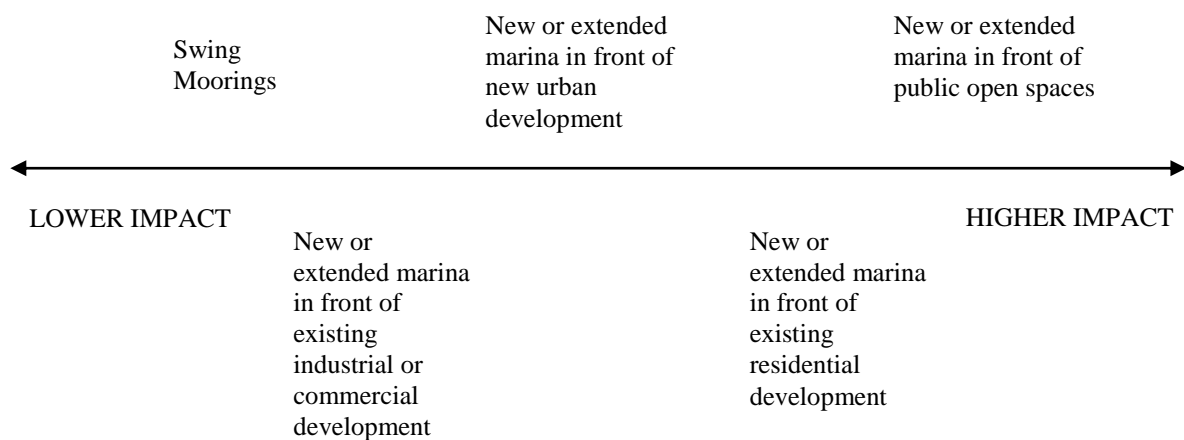 Swing
Moorings
New or extended
marina in front of
new urban
development
New or extended
marina in front of
public open spaces
LOWER IMPACT
HIGHER IMPACT
New or
extended marina
in front of
existing
industrial or
commercial
development
New or
extended marina
in front of
existing
residential
development